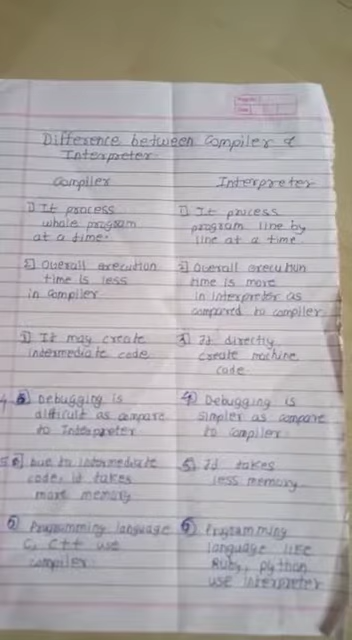 Difference between Compiler &
Interpreter
Compiler
1) It process
whole program
at a time.
2) Overall execution
time is less
in compiler
3) It may create
intermediate code.
4. Debugging is
difficult as compare
to Interpreter
5. Due to intermediate
code, it takes
more memory
6) Programming language
C, C++ use
compiler.
Interpreter
1) It process
program line by
line at a time
2) Overall execution
time is more
in interpreter as
compared to compiler
3) It directly
create machine
code
4) Debugging is
simpler as compare
to compiler.
5) It takes
less memory
6) Programming
language like
Ruby, python
use interpreter